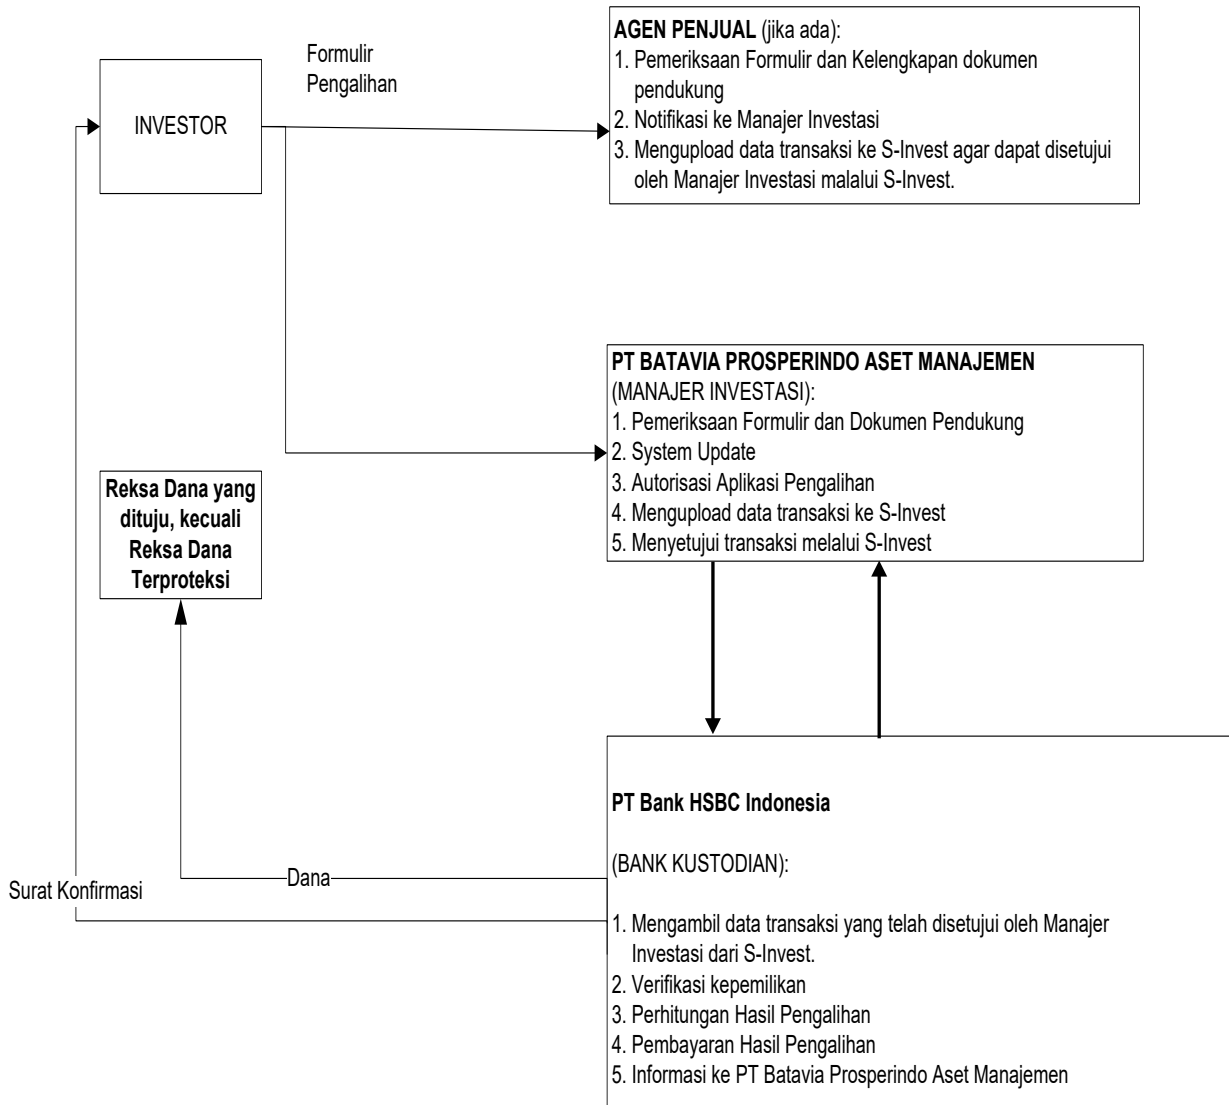 Formulir
Pengalihan
INVESTOR
AGEN PENJUAL (jika ada):
1. Pemeriksaan Formulir dan Kelengkapan dokumen
pendukung
2. Notifikasi ke Manajer Investasi
3. Mengupload data transaksi ke S-Invest agar dapat disetujui
oleh Manajer Investasi malalui S-Invest.
PT BATAVIA PROSPERINDO ASET MANAJEMEN
(MANAJER INVESTASI):
1. Pemeriksaan Formulir dan Dokumen Pendukung
2. System Update
3. Autorisasi Aplikasi Pengalihan
4. Mengupload data transaksi ke S-Invest
5. Menyetujui transaksi melalui S-Invest
Reksa Dana yang
dituju, kecuali
Reksa Dana
Terproteksi
Dana
Surat Konfirmasi
PT Bank HSBC Indonesia
(BANK KUSTODIAN):
1. Mengambil data transaksi yang telah disetujui oleh Manajer
Investasi dari S-Invest.
2. Verifikasi kepemilikan
3. Perhitungan Hasil Pengalihan
4. Pembayaran Hasil Pengalihan
5. Informasi ke PT Batavia Prosperindo Aset Manajemen